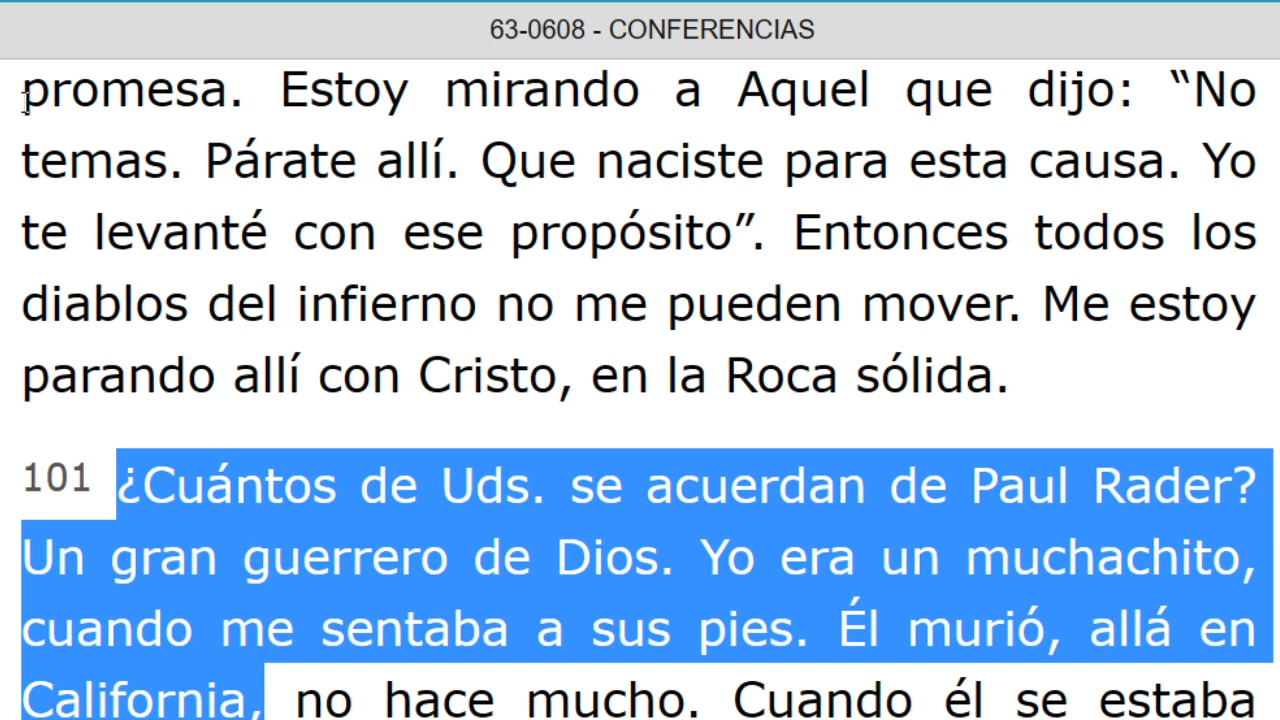 63-0608 - CONFERENCIAS
promesa. Estoy mirando a Aquel que dijo: “No
temas. Párate allí. Que naciste para esta causa. Yo
te levanté con ese propósito”. Entonces todos los
diablos del infierno no me pueden mover. Me estoy
parando allí con Cristo, en la Roca sólida.
101 ¿Cuántos de Uds. se acuerdan de Paul Rader?
Un gran guerrero de Dios. Yo era un muchachito,
cuando me sentaba a sus pies. Él murió, allá en
California, no hace mucho. Cuando él se estaba